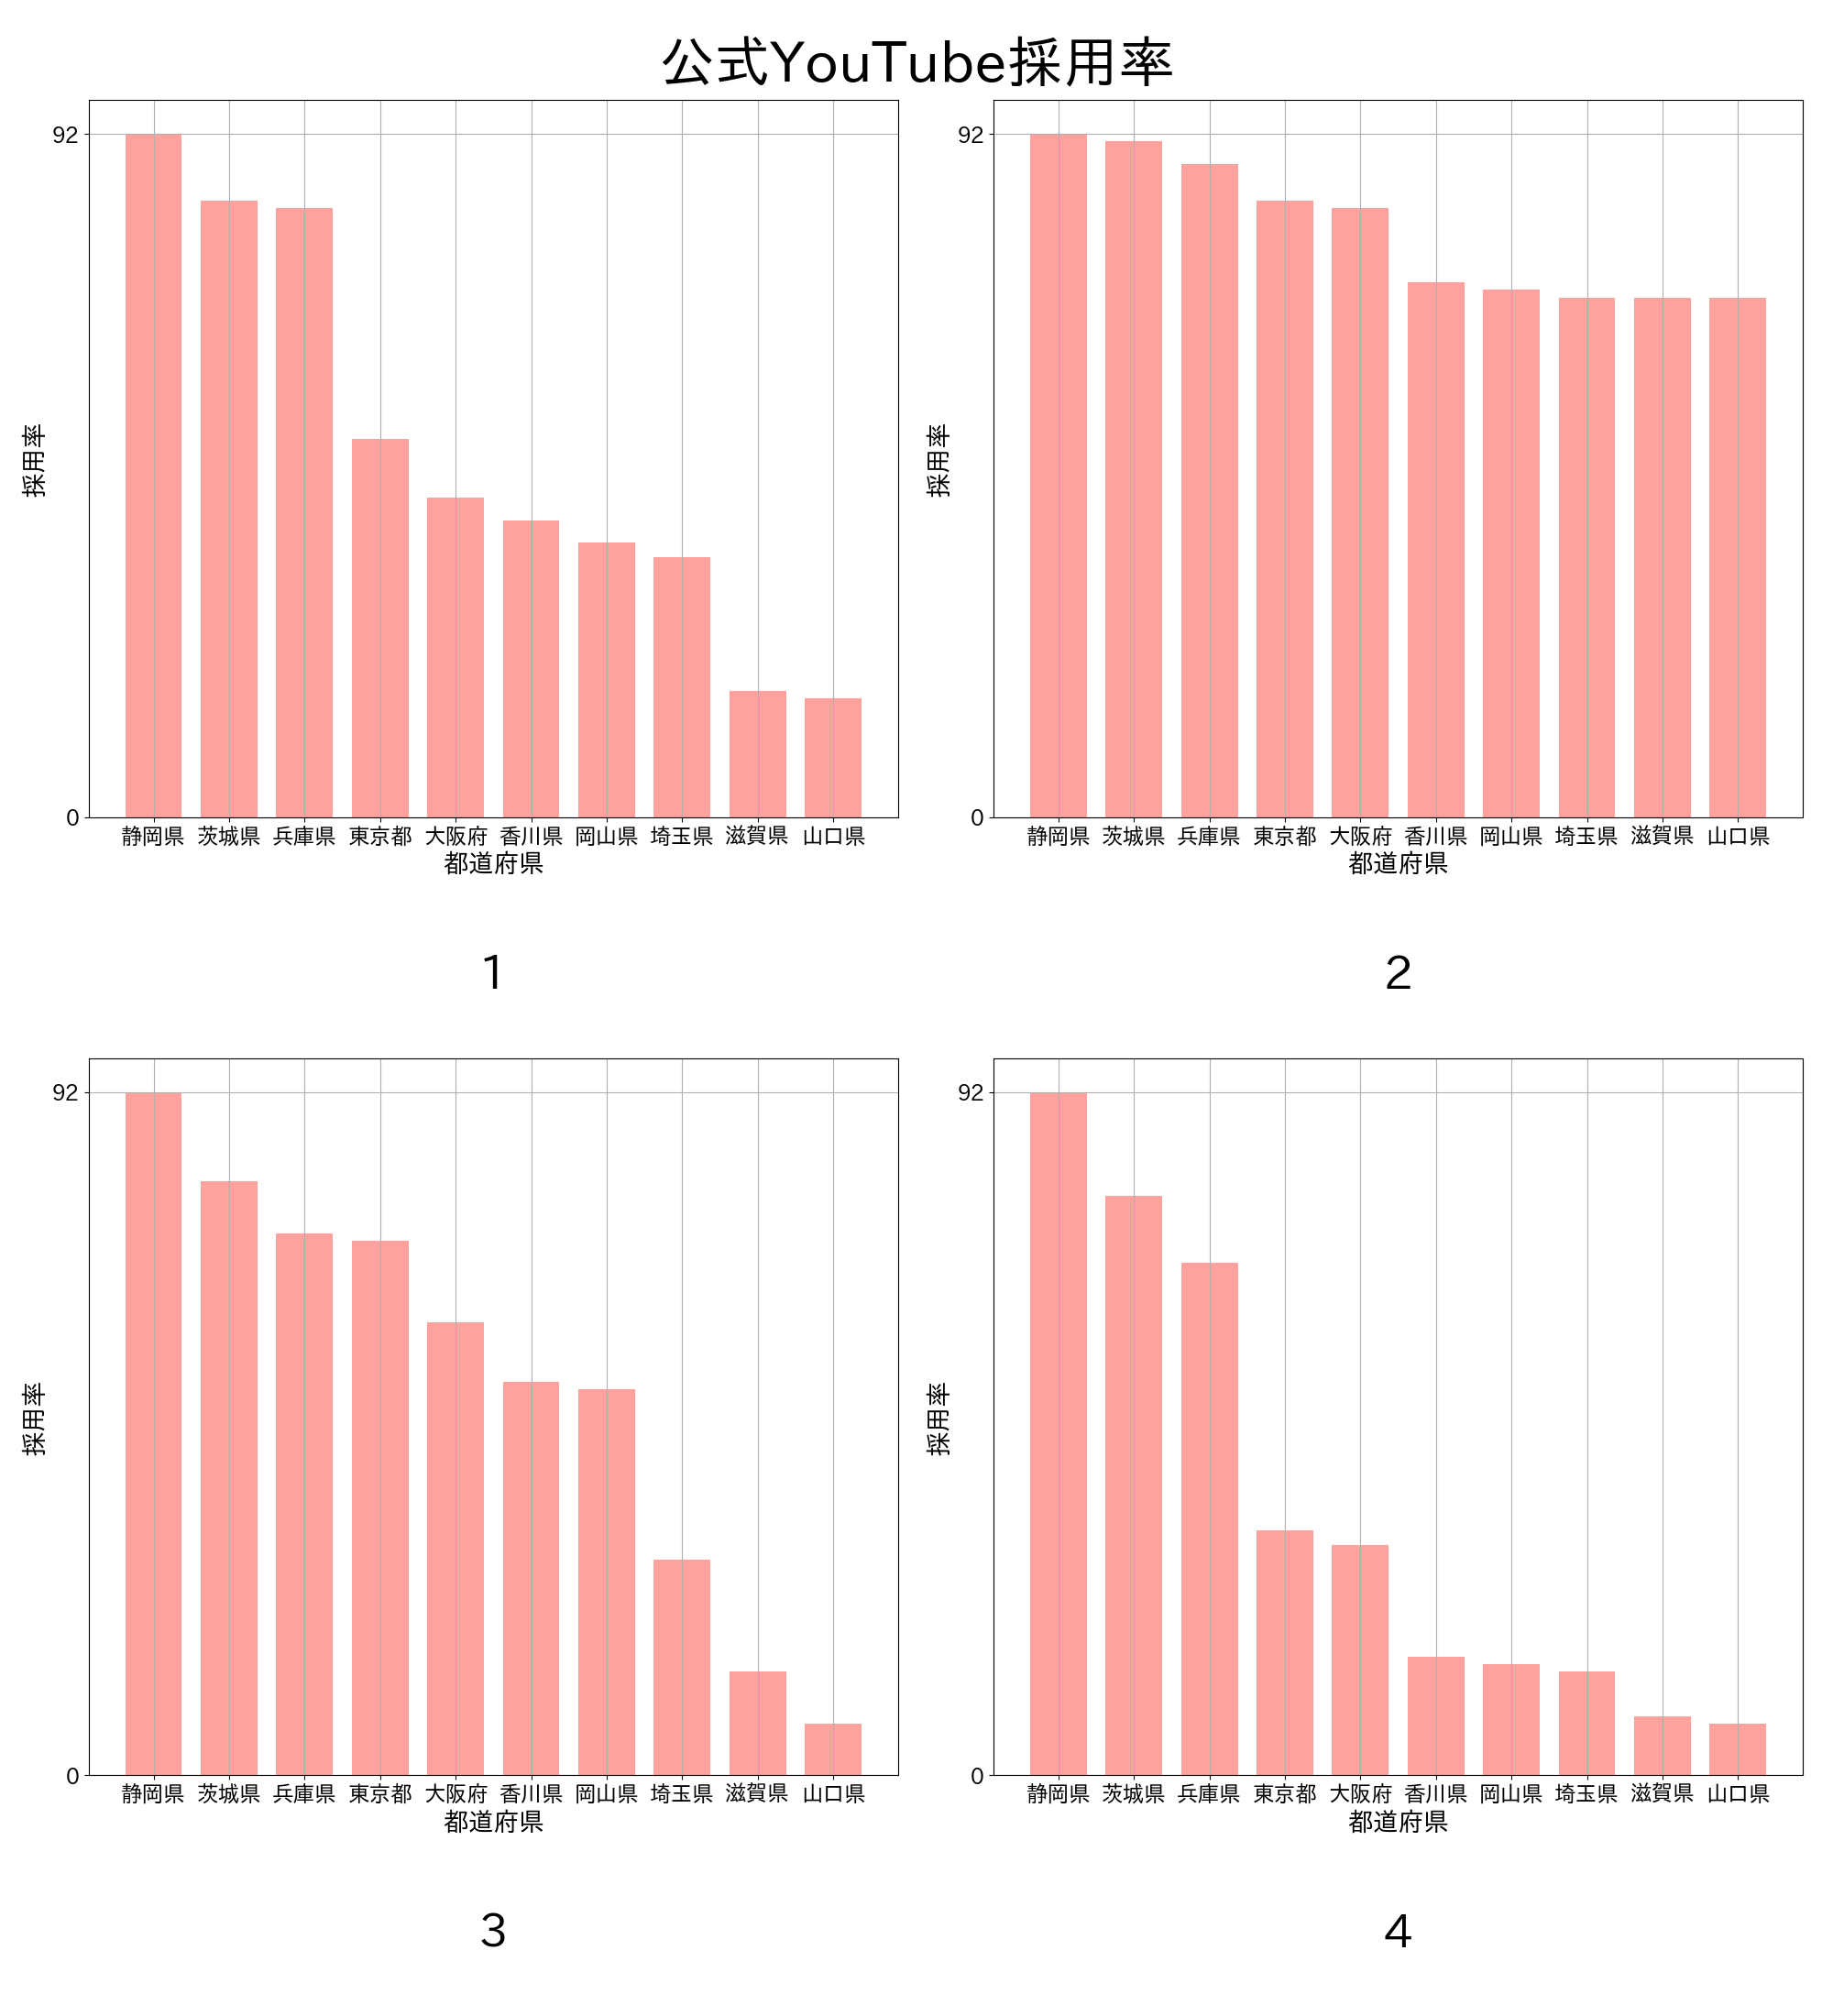 公式YouTube採用率
92
0
採用率
静岡県 茨城県 兵庫県 東京都 大阪府 香川県 岡山県 埼玉県 滋賀県 山口県
都道府県
1
92
0
採用率
静岡県 茨城県 兵庫県 東京都 大阪府 香川県 岡山県 埼玉県 滋賀県 山口県
都道府県
2
92
0
採用率
静岡県 茨城県 兵庫県 東京都 大阪府 香川県 岡山県 埼玉県 滋賀県 山口県
都道府県
3
92
0
採用率
静岡県 茨城県 兵庫県 東京都 大阪府 香川県 岡山県 埼玉県 滋賀県 山口県
都道府県
4